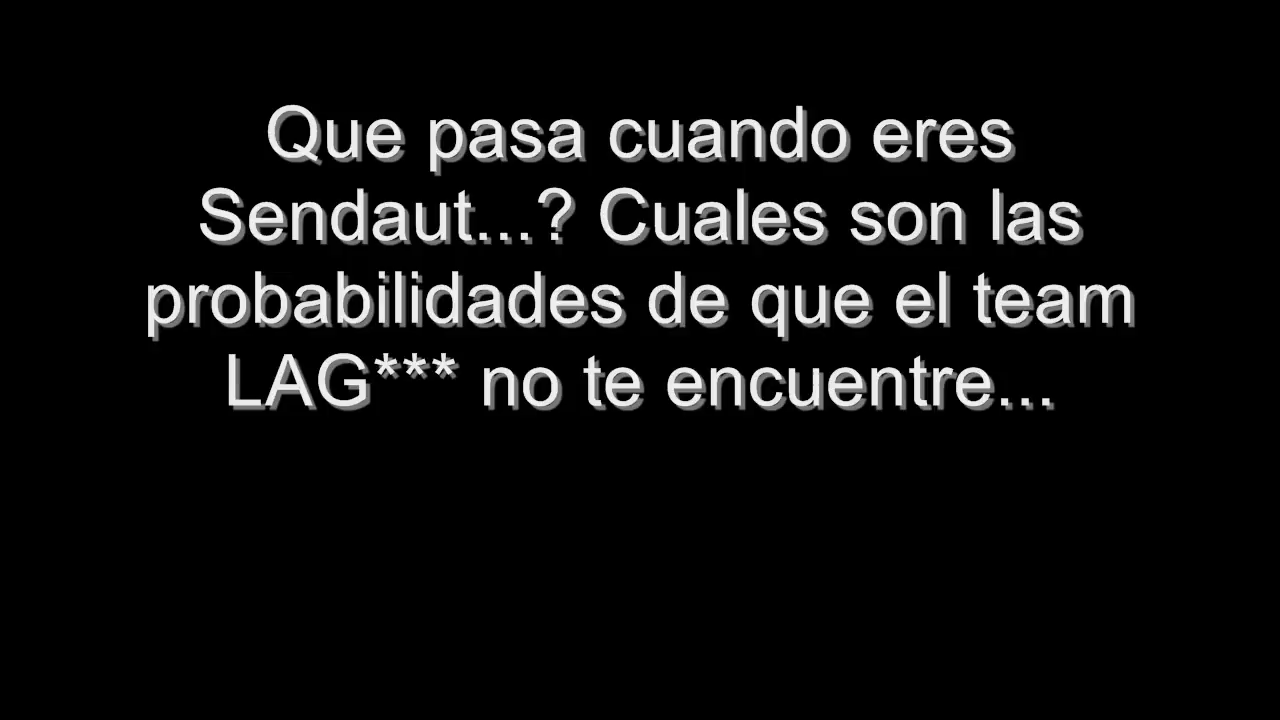 Que pasa cuando eres
Sendaut...? Cuales son las
probabilidades de que el team
LAG*** no te encuentre...